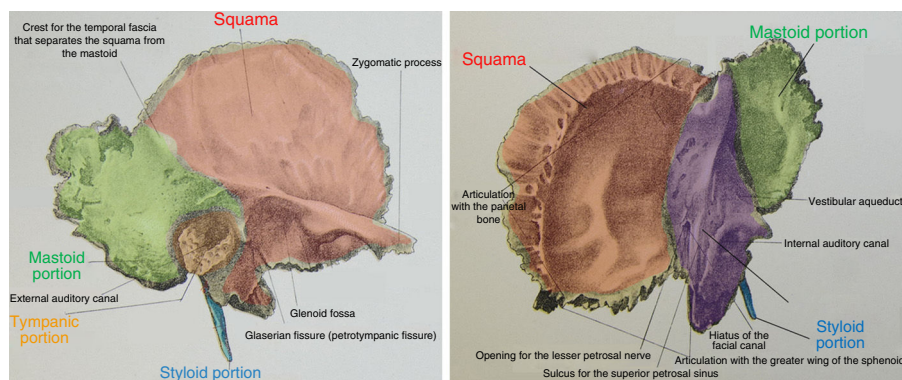 Squama
Crest for the temporal fascia
that separates the squama from
the mastoid
Zygomatic process
Mastoid
portion
External auditory canal
Tympanic
portion
Glenoid fossa
Glaserian fissure (petrotympanic fissure)
Styloid portion
Mastoid portion
Squama
Articulation
with the parietal
bone
Vestibular aqueduct
Internal auditory canal
Styloid
portion
Hiatus of the
facial canal
Opening for the lesser petrosal nerve
Articulation with the greater wing of the sphenoid
Sulcus for the superior petrosal sinus